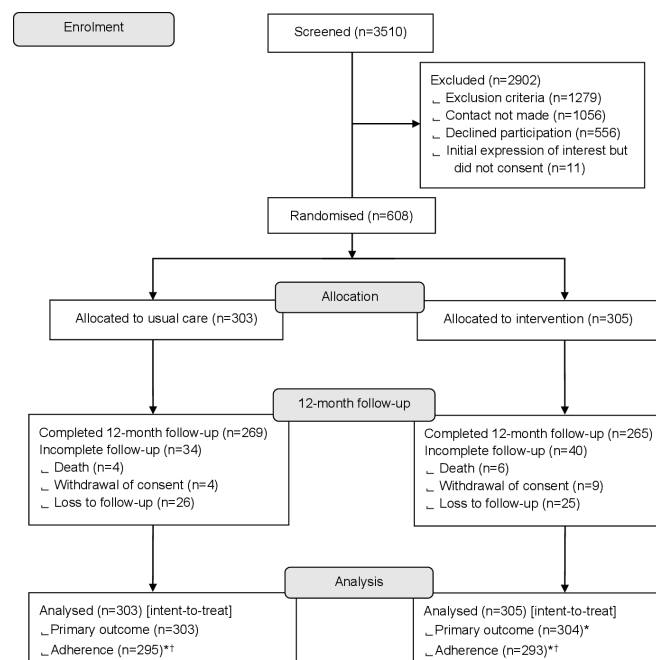 Enrolment
Screened (n=3510)
Excluded (n=2902)
⌙ Exclusion criteria (n=1279)
⌙ Contact not made (n=1056)
⌙ Declined participation (n=556)
⌙ Initial expression of interest but
did not consent (n=11)
Randomised (n=608)
Allocation
Allocated to usual care (n=303)
Allocated to intervention (n=305)
12-month follow-up
Completed 12-month follow-up (n=269)
Incomplete follow-up (n=34)
⌙ Death (n=4)
⌙ Withdrawal of consent (n=4)
⌙ Loss to follow-up (n=26)
Completed 12-month follow-up (n=265)
Incomplete follow-up (n=40)
⌙ Death (n=6)
⌙ Withdrawal of consent (n=9)
⌙ Loss to follow-up (n=25)
Analysis
Analysed (n=303) [intent-to-treat]
⌙Primary outcome (n=303)
⌙Adherence (n=295)*†
Analysed (n=305) [intent-to-treat]
⌙Primary outcome (n=304)*
⌙Adherence (n=293)*†